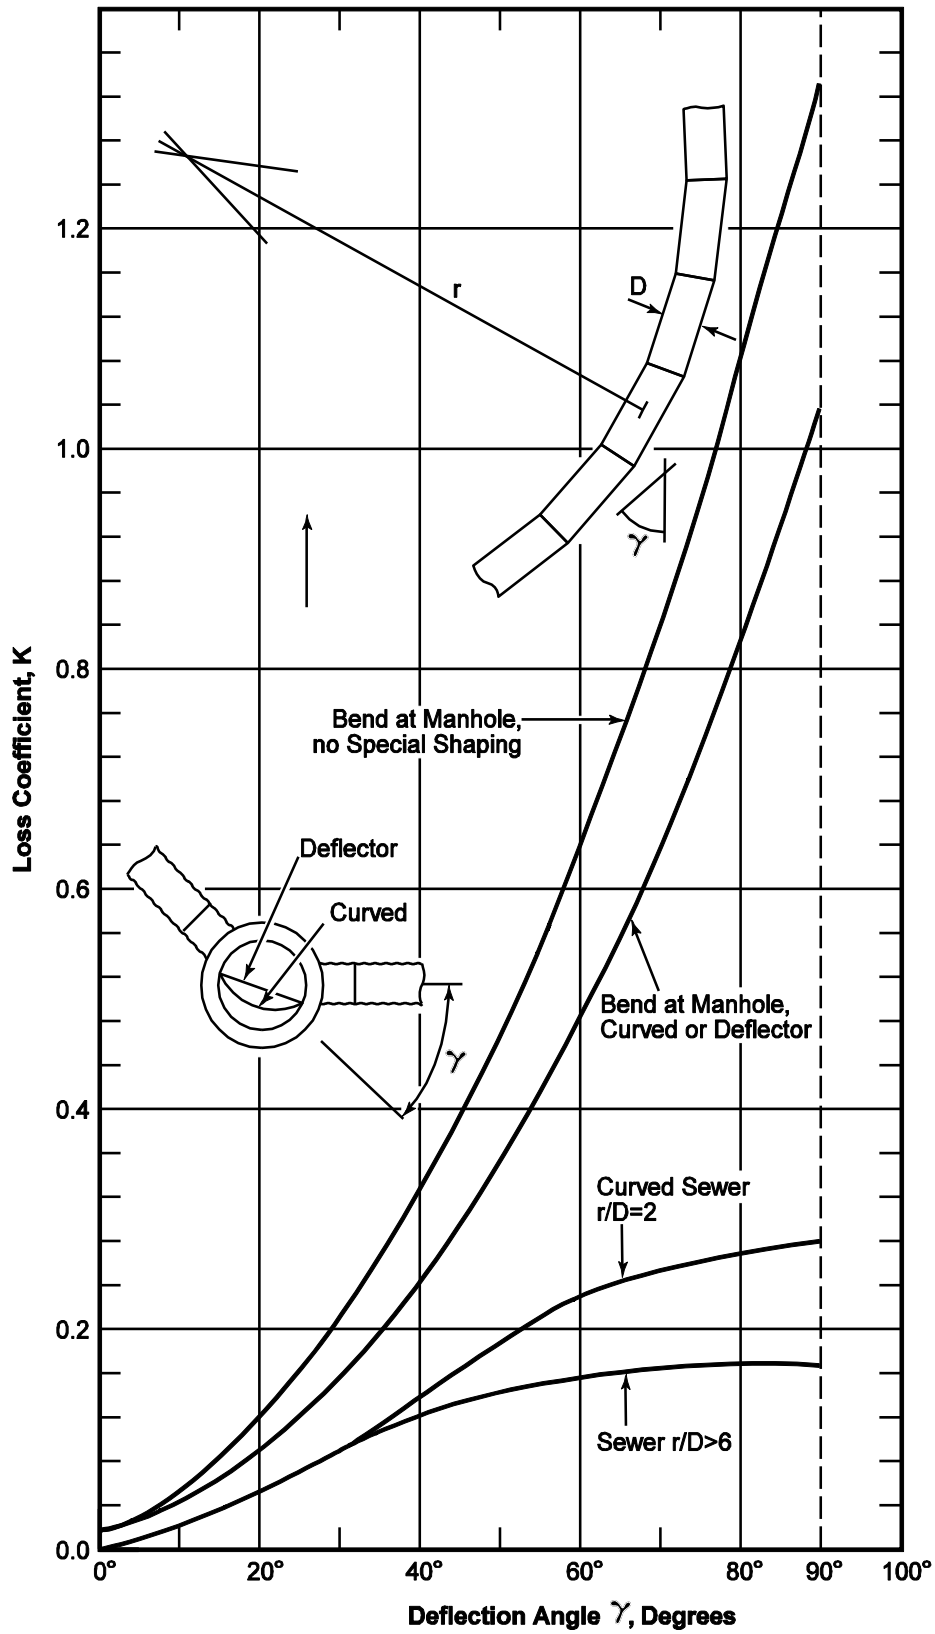 1.2
1.0
0.8
0.6
0.4
0.2
0.0
Loss Coefficient, K
r
D
γ
Bend at Manhole,
no Special Shaping
Deflector
Curved
γ
Bend at Manhole,
Curved or Deflector
Curved Sewer
r/D=2
Sewer r/D>6
0° 20° 40° 60° 80° 90° 100°
Deflection Angle γ, Degrees